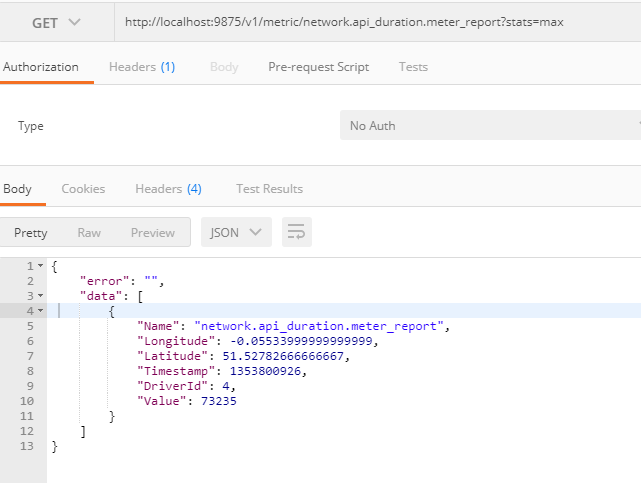 GET http://localhost:9875/v1/metric/network.api_duration.meter_report?stats=max
Authorization Headers (1) Body Pre-request Script Tests
Type No Auth
Body Cookies Headers (4) Test Results
Pretty Raw Preview JSON
1 {
2 "error": "",
3 "data": [
4 {
5 "Name": "network.api_duration.meter_report",
6 "Longitude": -0.05533999999999999,
7 "Latitude": 51.52782666666667,
8 "Timestamp": 1353800926,
9 "DriverId": 4,
10 "Value": 73235
11 }
12 ]
13 }